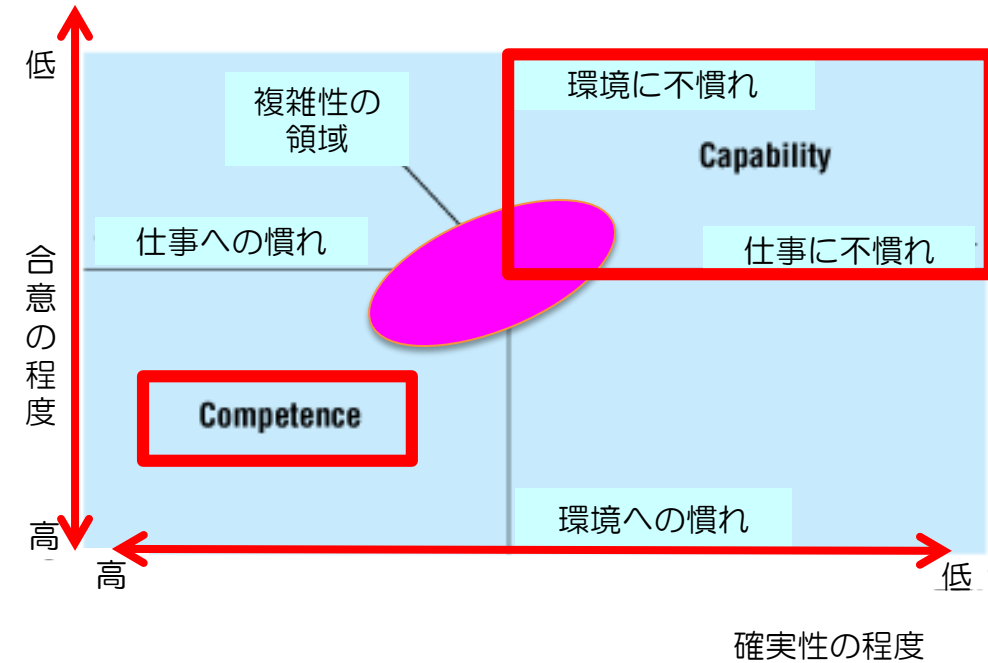 低
環境に不慣れ
複雑性の
領域
Capability
仕事への慣れ
仕事に不慣れ
合意の程度
Competence
環境への慣れ
高
高
低
確実性の程度